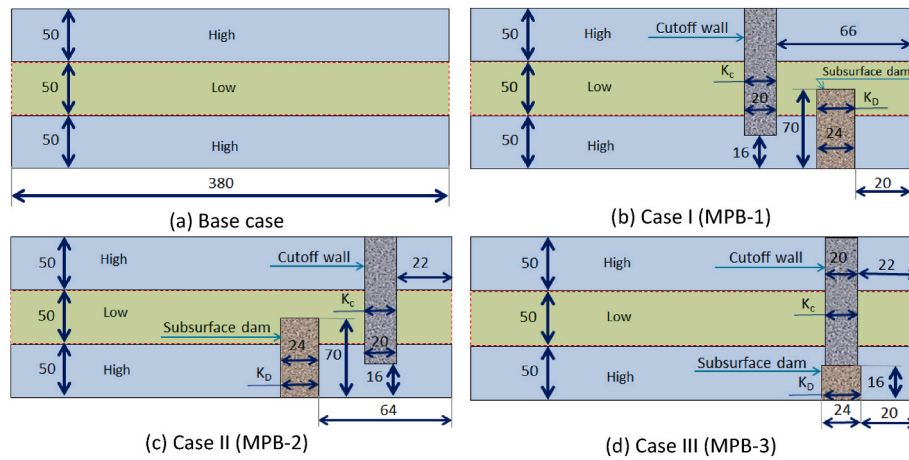 50
High
50
Low
50
High
380
(a) Base case
50
High
Cutoff wall
66
50
Low
Kc
20
Subsurface dam
KD
70
24
50
High
16
20
(b) Case I (MPB-1)
50
High
Cutoff wall
22
50
Low
Kc
Subsurface dam
24
70
20
50
High
KD
16
64
(c) Case II (MPB-2)
50
High
Cutoff wall
20
22
50
Low
Kc
50
High
Subsurface dam
KD
16
24
20
(d) Case III (MPB-3)